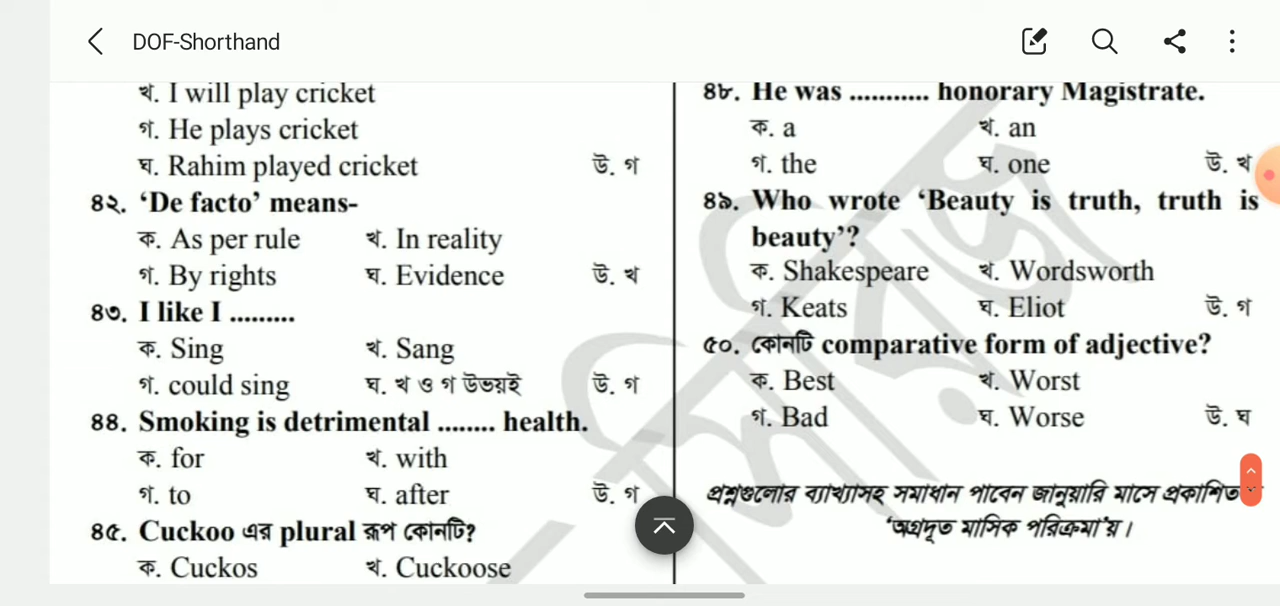 DOF-Shorthand
খ. I will play cricket
গ. He plays cricket
ঘ. Rahim played cricket উ. গ
৪২. ‘De facto’ means-
ক. As per rule খ. In reality
গ. By rights ঘ. Evidence উ. খ
৪৩. I like I .........
ক. Sing খ. Sang
গ. could sing ঘ. খ ও গ উভয়ই উ. গ
৪৪. Smoking is detrimental ........ health.
ক. for খ. with
গ. to ঘ. after উ. গ
৪৫. Cuckoo এর plural রূপ কোনটি?
ক. Cuckos খ. Cuckoose
৪৮. He was ........... honorary Magistrate.
ক. a খ. an
গ. the ঘ. one উ. খ
৪৯. Who wrote ‘Beauty is truth, truth is
beauty’?
ক. Shakespeare খ. Wordsworth
গ. Keats ঘ. Eliot উ. গ
৫০. কোনটি comparative form of adjective?
ক. Best খ. Worst
গ. Bad ঘ. Worse উ. ঘ
প্রশ্নগুলোর ব্যাখ্যাসহ সমাধান পাবেন জানুয়ারি মাসে প্রকাশিতব্য
‘অগ্রদূত মাসিক পরিক্রমা’য়।